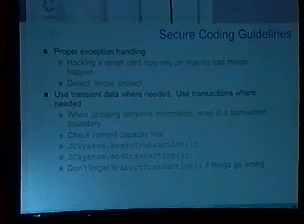 Secure Coding Guidelines
Proper exception handling
Hacking a smart card may rely on making bad things
happen
Detect, throw, protect
Use transient data where needed. Use transactions where
needed
When updating sensitive information, wrap in a transaction
boundary
Check commit capacity first
JCSystem.beginTransaction();
JCSystem.endTransaction();
Don't forget to abortTransaction() if things go wrong